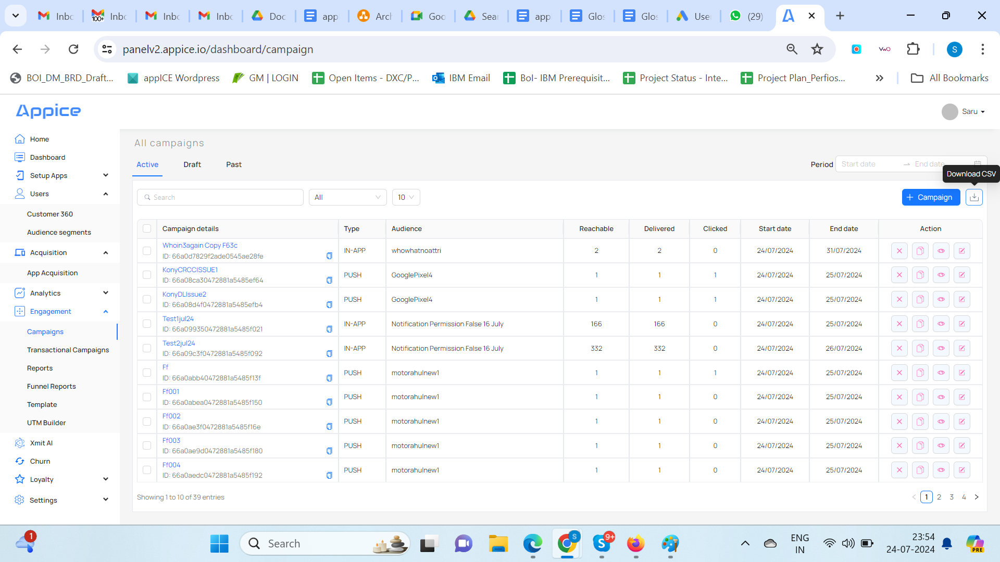 Inbo
100+
Inbo
Inbo
Inbo
Doc
app
Arch
Goo
Sear
app
Glos
Glos
User
(29)
panelv2.appice.io/dashboard/campaign
VWO
S
BOI_DM_BRD_Draft...
appICE Wordpress
GM | LOGIN
Open Items - DXC/P...
IBM Email
BoI- IBM Prerequisit...
Project Status - Inte...
Project Plan_Perfios...
All Bookmarks
Appice
Saru
Home
Dashboard
Setup Apps
Users
Customer 360
Audience segments
Acquisition
App Acquisition
Analytics
Engagement
Campaigns
Transactional Campaigns
Reports
Funnel Reports
Template
UTM Builder
Xmit AI
Churn
Loyalty
Settings
All campaigns
Active Draft Past
Period Start date End date
Download CSV
Search All 10 + Campaign
Campaign details Type Audience Reachable Delivered Clicked Start date End date Action
Whoin3again Copy F63c
ID: 66a0d7829f2ade0545ae28fe
IN-APP whowhatnoattri 2 2 0 24/07/2024 31/07/2024
KonyCRCCISSUE1
ID: 66a08ca30472881a5485ef64
PUSH GooglePixel4 1 1 1 24/07/2024 25/07/2024
KonyDLIssue2
ID: 66a08d4f0472881a5485efb4
PUSH GooglePixel4 1 1 1 24/07/2024 25/07/2024
Test1jul24
ID: 66a099350472881a5485f021
IN-APP Notification Permission False 16 July 166 166 0 24/07/2024 25/07/2024
Test2jul24
ID: 66a09c3f0472881a5485f092
IN-APP Notification Permission False 16 July 332 332 0 24/07/2024 26/07/2024
Ff
ID: 66a0abb40472881a5485f13f
PUSH motorahulnew1 1 1 1 24/07/2024 25/07/2024
Ff001
ID: 66a0abea0472881a5485f150
PUSH motorahulnew1 1 1 0 24/07/2024 25/07/2024
Ff002
ID: 66a0ae3f0472881a5485f16e
PUSH motorahulnew1 1 1 0 24/07/2024 25/07/2024
Ff003
ID: 66a0ae9d0472881a5485f180
PUSH motorahulnew1 1 1 0 24/07/2024 25/07/2024
Ff004
ID: 66a0aedc0472881a5485f192
PUSH motorahulnew1 1 1 0 24/07/2024 25/07/2024
Showing 1 to 10 of 39 entries
1 2 3 4
1
Search
S
S 9+
ENG
IN
23:54
24-07-2024
PRE